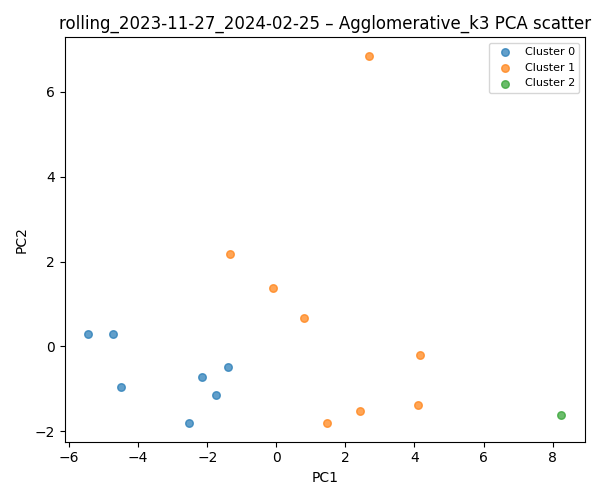 rolling_2023-11-27_2024-02-25 – Agglomerative_k3 PCA scatter
Cluster 0
Cluster 1
Cluster 2
PC2
6
4
2
0
−2
−6
−4
−2
0
2
4
6
8
PC1